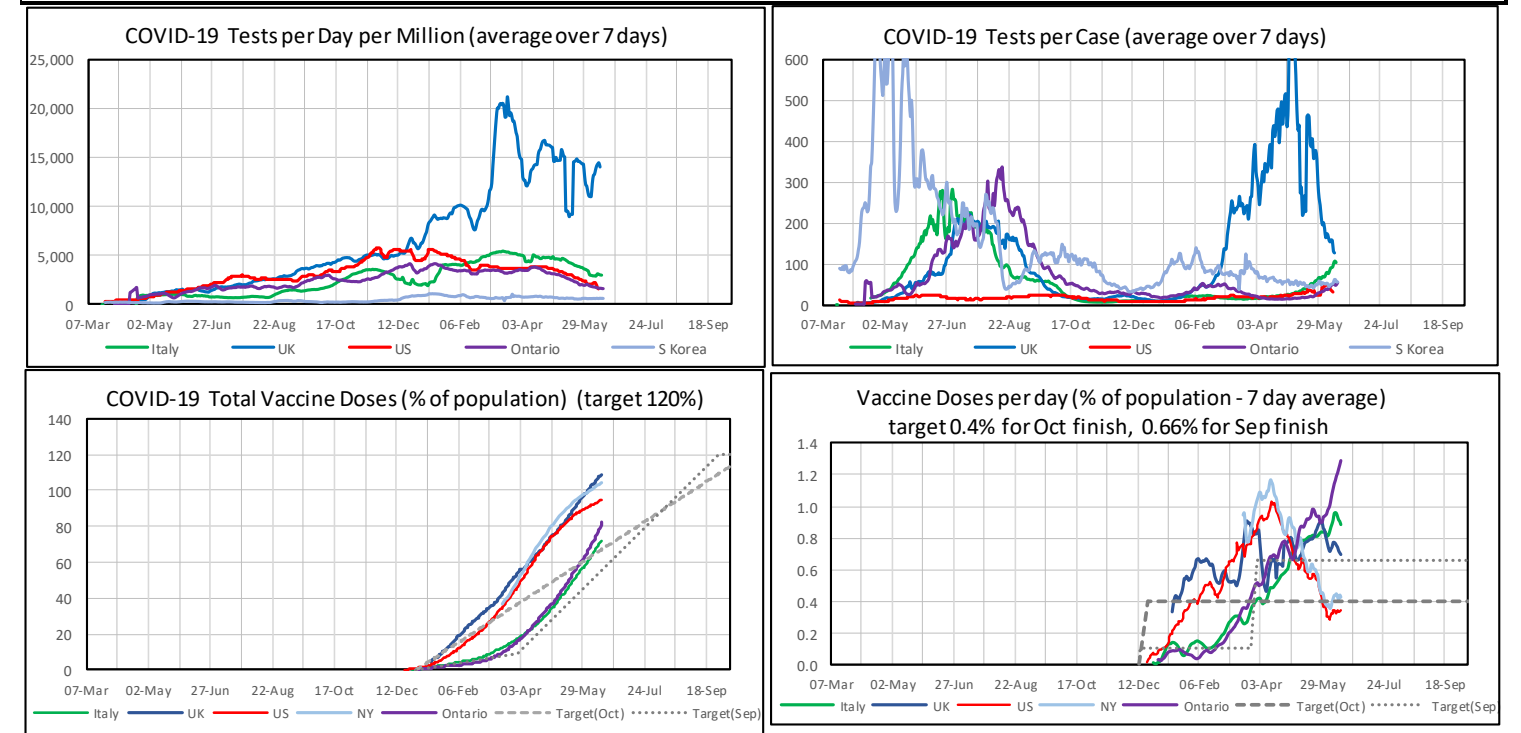 COVID-19 Tests per Day per Million (average over 7 days)
25,000
20,000
15,000
10,000
5,000
0
07-Mar 02-May 27-Jun 22-Aug 17-Oct 12-Dec 06-Feb 03-Apr 29-May 24-Jul 18-Sep
Italy UK US Ontario S Korea
COVID-19 Tests per Case (average over 7 days)
600
500
400
300
200
100
0
07-Mar 02-May 27-Jun 22-Aug 17-Oct 12-Dec 06-Feb 03-Apr 29-May 24-Jul 18-Sep
Italy UK US Ontario S Korea
COVID-19 Total Vaccine Doses (% of population) (target 120%)
140
120
100
80
60
40
20
0
07-Mar 02-May 27-Jun 22-Aug 17-Oct 12-Dec 06-Feb 03-Apr 29-May 24-Jul 18-Sep
Italy UK US NY Ontario Target(Oct) Target(Sep)
Vaccine Doses per day (% of population - 7 day average)
target 0.4% for Oct finish, 0.66% for Sep finish
1.4
1.2
1.0
0.8
0.6
0.4
0.2
0.0
07-Mar 02-May 27-Jun 22-Aug 17-Oct 12-Dec 06-Feb 03-Apr 29-May 24-Jul 18-Sep
Italy UK US NY Ontario Target(Oct) Target(Sep